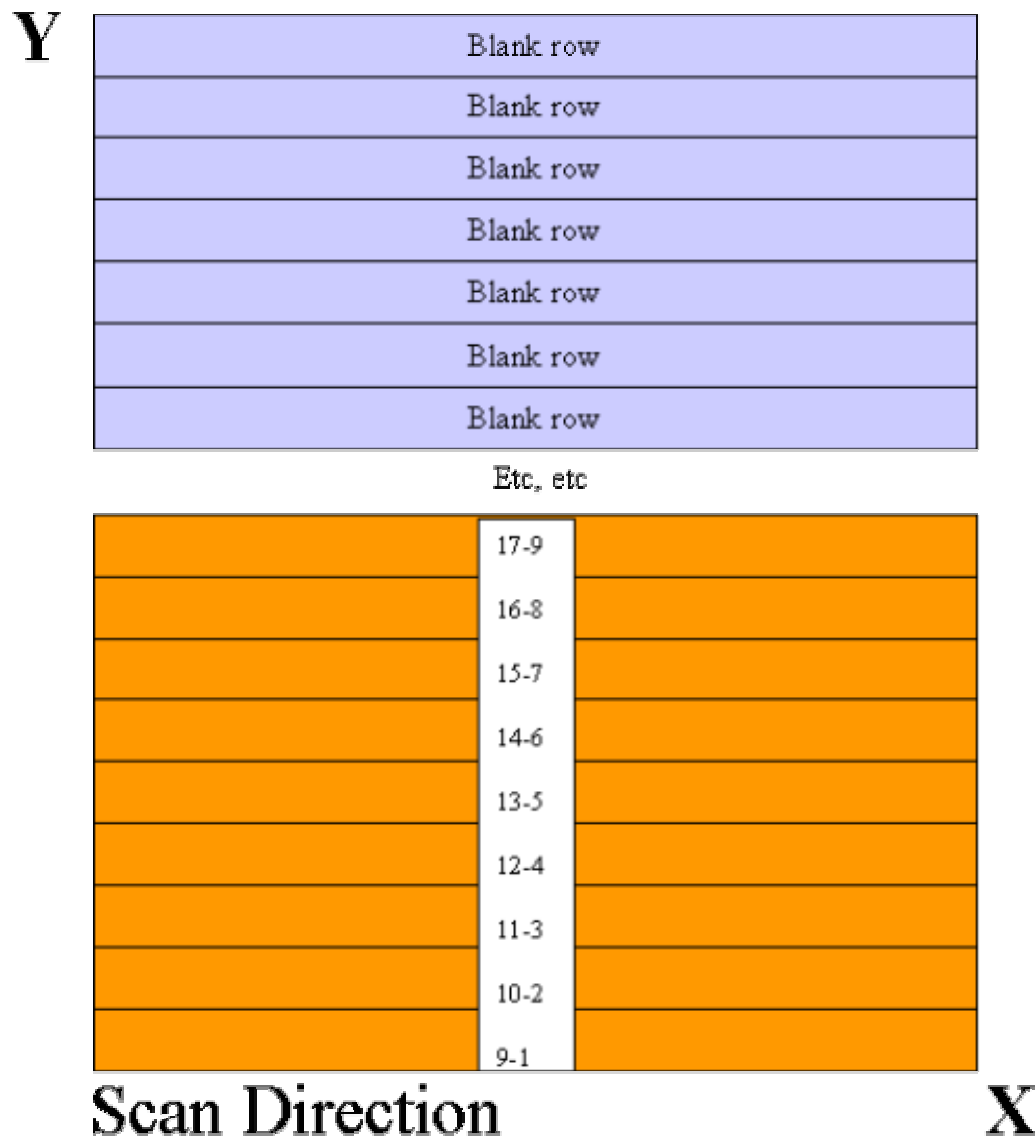 Y
Blank row
Blank row
Blank row
Blank row
Blank row
Blank row
Blank row
Etc, etc
17-9
16-8
15-7
14-6
13-5
12-4
11-3
10-2
9-1
Scan Direction X